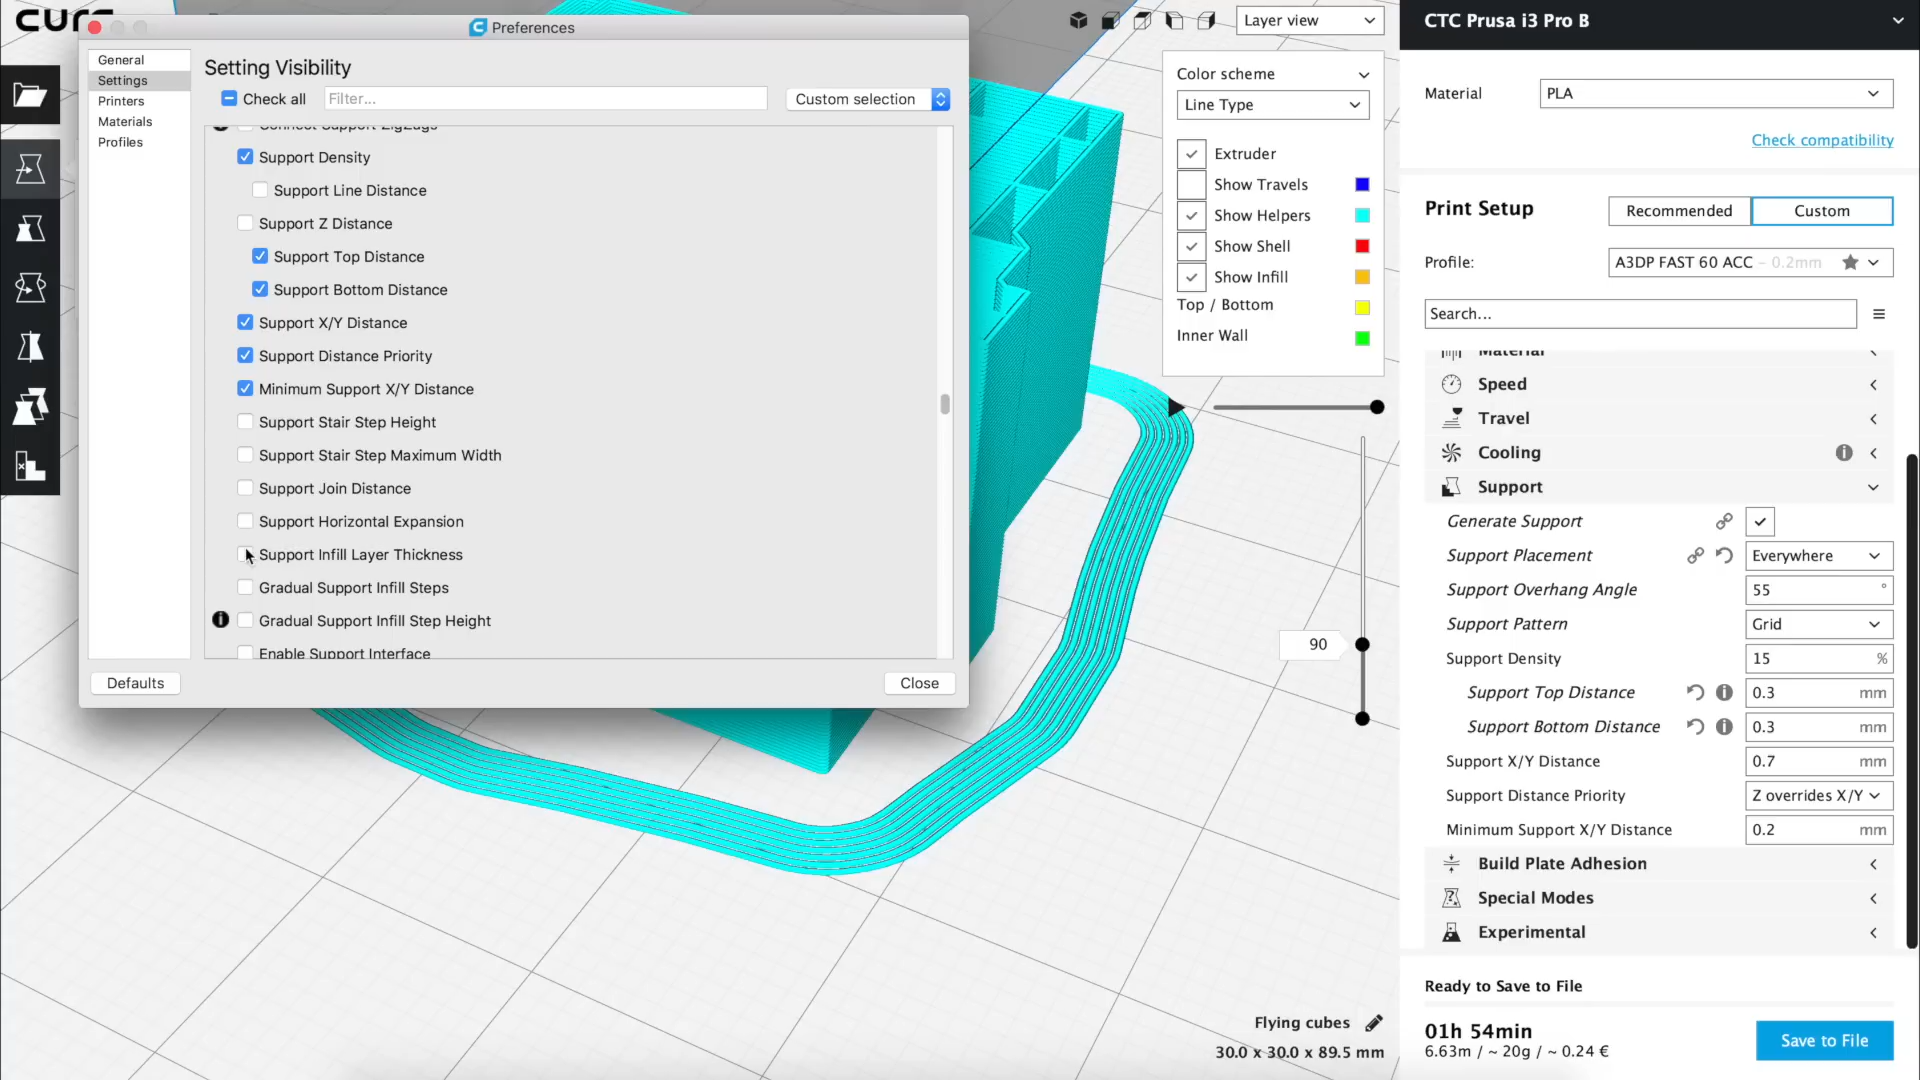 cura
Preferences
General
Settings
Printers
Materials
Profiles
Setting Visibility
Check all
Filter...
Custom selection
Connect Support ZigZags
Support Density
Support Line Distance
Support Z Distance
Support Top Distance
Support Bottom Distance
Support X/Y Distance
Support Distance Priority
Minimum Support X/Y Distance
Support Stair Step Height
Support Stair Step Maximum Width
Support Join Distance
Support Horizontal Expansion
Support Infill Layer Thickness
Gradual Support Infill Steps
Gradual Support Infill Step Height
Enable Support Interface
Defaults
Close
Layer view
Color scheme
Line Type
Extruder
Show Travels
Show Helpers
Show Shell
Show Infill
Top / Bottom
Inner Wall
90
Flying cubes
30.0 x 30.0 x 89.5 mm
CTC Prusa i3 Pro B
Material
PLA
Check compatibility
Print Setup
Recommended
Custom
Profile:
A3DP FAST 60 ACC - 0.2mm
Search...
Material
Speed
Travel
Cooling
Support
Generate Support
Support Placement
Everywhere
Support Overhang Angle
55 °
Support Pattern
Grid
Support Density
15 %
Support Top Distance
0.3 mm
Support Bottom Distance
0.3 mm
Support X/Y Distance
0.7 mm
Support Distance Priority
Z overrides X/Y
Minimum Support X/Y Distance
0.2 mm
Build Plate Adhesion
Special Modes
Experimental
Ready to Save to File
01h 54min
6.63m / ~ 20g / ~ 0.24 €
Save to File